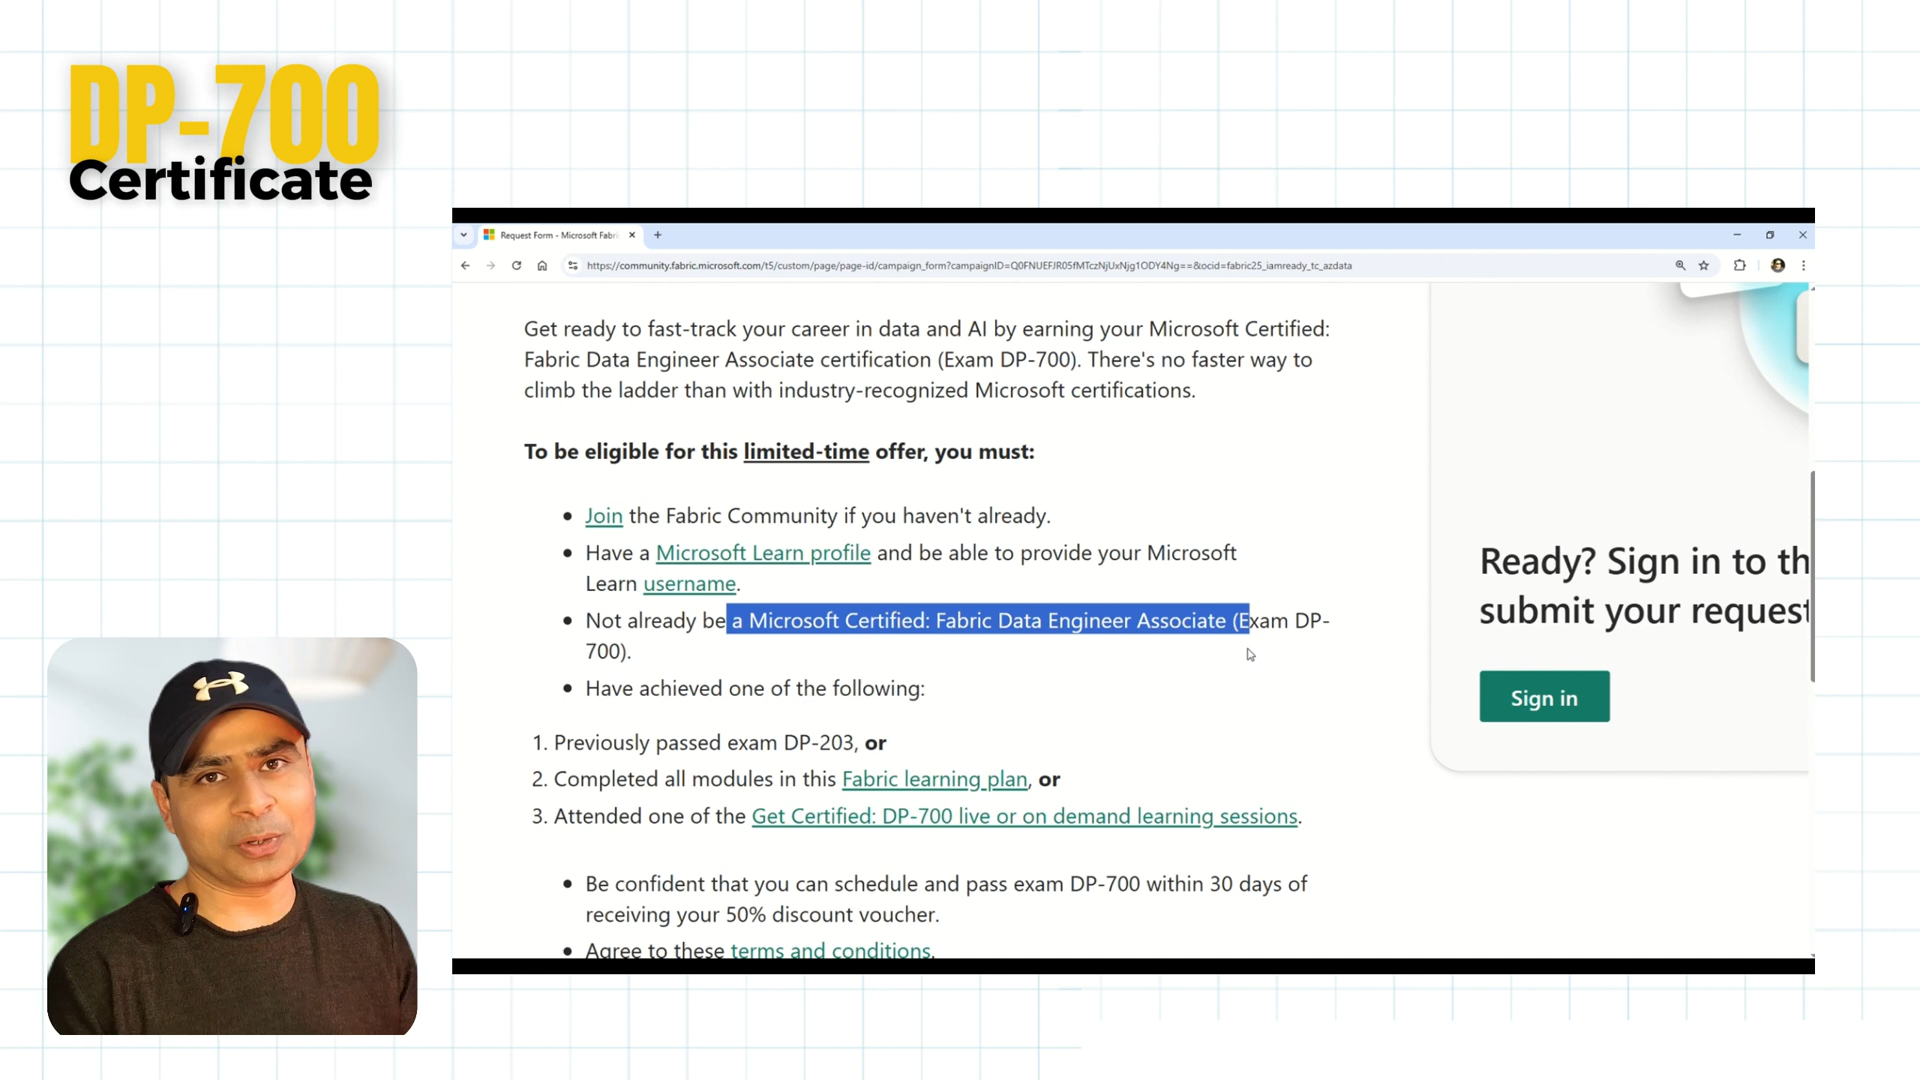 DP-700
Certificate
Request Form - Microsoft Fabri
https://community.fabric.microsoft.com/t5/custom/page/page-id/campaign_form?campaignID=Q0FNUEFJR05fMTczNjUxNjg1ODY4Ng==&ocid=fabric25_iamready_tc_azdata
Get ready to fast-track your career in data and AI by earning your Microsoft Certified:
Fabric Data Engineer Associate certification (Exam DP-700). There's no faster way to
climb the ladder than with industry-recognized Microsoft certifications.
To be eligible for this limited-time offer, you must:
• Join the Fabric Community if you haven't already.
• Have a Microsoft Learn profile and be able to provide your Microsoft
Learn username.
• Not already be a Microsoft Certified: Fabric Data Engineer Associate (Exam DP-
700).
• Have achieved one of the following:
1. Previously passed exam DP-203, or
2. Completed all modules in this Fabric learning plan, or
3. Attended one of the Get Certified: DP-700 live or on demand learning sessions.
• Be confident that you can schedule and pass exam DP-700 within 30 days of
receiving your 50% discount voucher.
• Agree to these terms and conditions.
Ready? Sign in to th
submit your request
Sign in